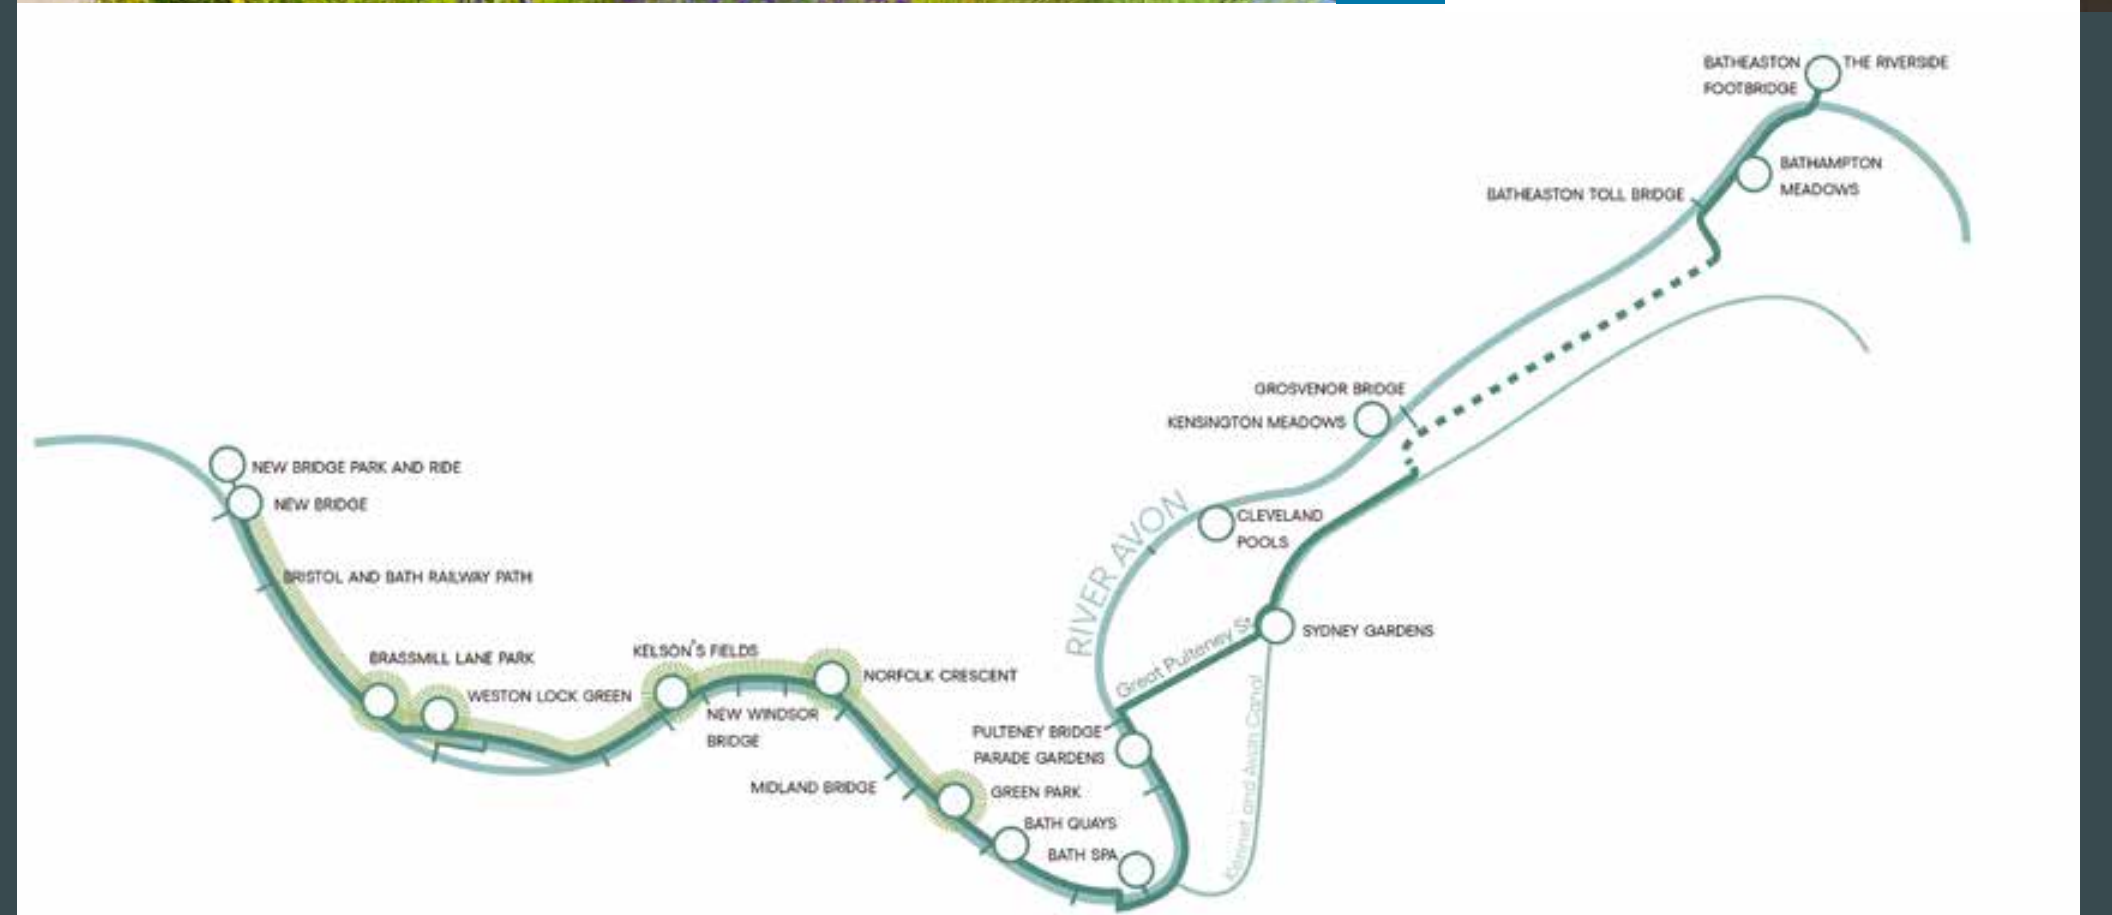 BATHEASTON
FOOTBRIDGE
THE RIVERSIDE
BATHAMPTON
MEADOWS
BATHEASTON TOLL BRIDGE
GROSVENOR BRIDGE
KENSINGTON MEADOWS
NEW BRIDGE PARK AND RIDE
NEW BRIDGE
RIVER AVON
CLEVELAND
POOLS
BRISTOL AND BATH RAILWAY PATH
Great Pulteney St
SYDNEY GARDENS
BRASSMILL LANE PARK
KELSON'S FIELDS
WESTON LOCK GREEN
NORFOLK CRESCENT
NEW WINDSOR
BRIDGE
PULTENEY BRIDGE
PARADE GARDENS
Kennet and Avon Canal
MIDLAND BRIDGE
GREEN PARK
BATH QUAYS
BATH SPA